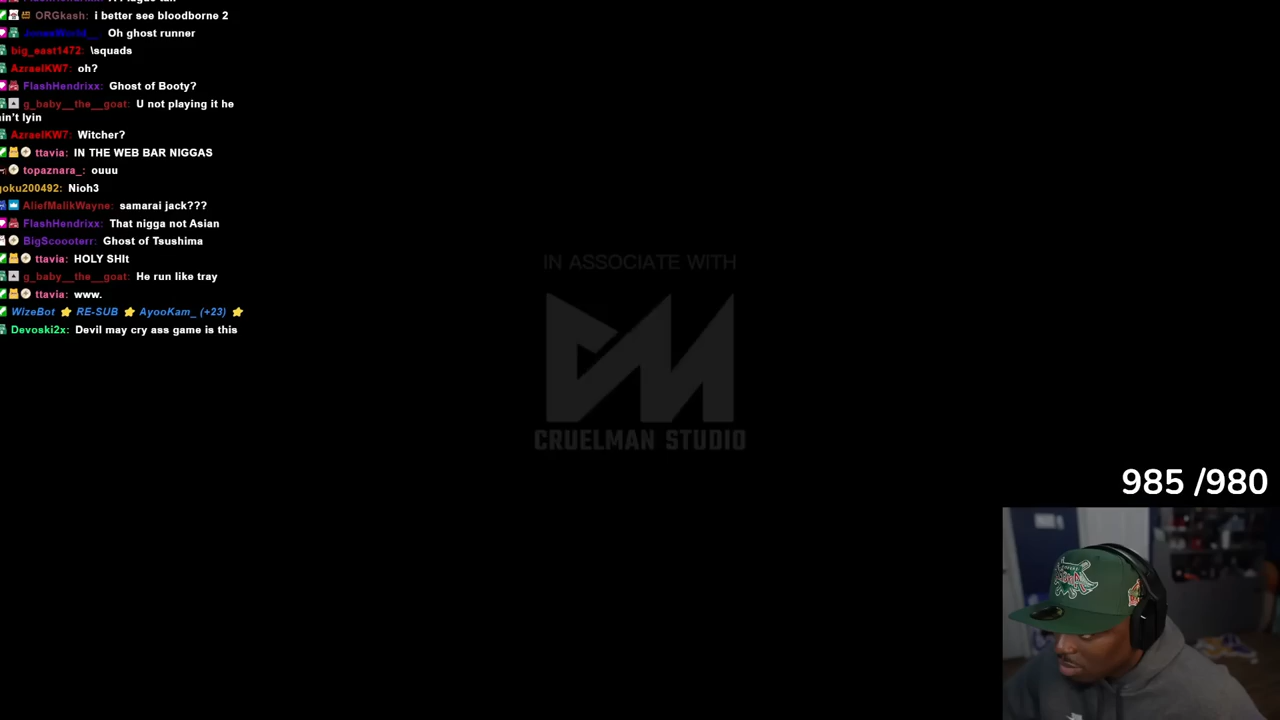 ORGkash: i better see bloodborne 2
Oh ghost runner
big_east1472: \squads
AzraelKW7: oh?
FlashHendrixx: Ghost of Booty?
g_baby__the__goat: U not playing it he
ain't lyin
AzraelKW7: Witcher?
ttavia: IN THE WEB BAR NIGGAS
topaznara_: ouuu
goku200492: Nioh3
AliefMalikWayne: samarai jack???
FlashHendrixx: That nigga not Asian
BigScoooterr: Ghost of Tsushima
ttavia: HOLY SHIt
g_baby__the__goat: He run like tray
ttavia: www.
WizeBot ⭐ RE-SUB ⭐ AyooKam_ (+23) ⭐
Devoski2x: Devil may cry ass game is this
IN ASSOCIATE WITH
CRUELMAN STUDIO
985 /980